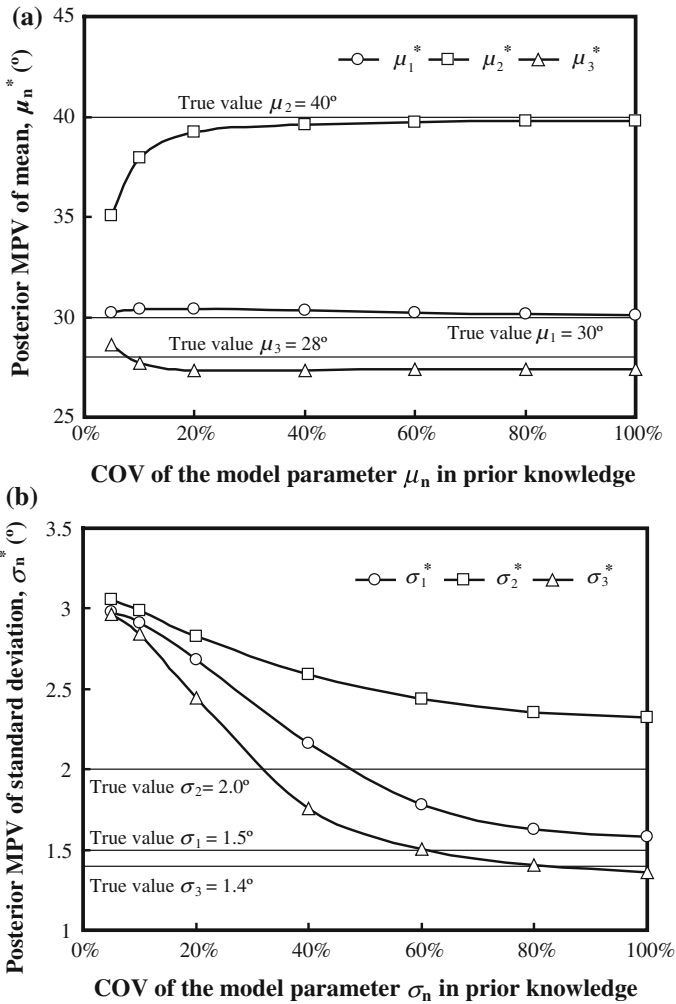 (a)
45
40
35
30
25
0%
20%
40%
60%
80%
100%
Posterior MPV of mean, μn* (º)
μ1* μ2* μ3*
True value μ2 = 40º
True value μ1 = 30º
True value μ3 = 28º
COV of the model parameter μn in prior knowledge
(b)
3.5
3
2.5
2
1.5
1
0%
20%
40%
60%
80%
100%
Posterior MPV of standard deviation, σn* (º)
σ1* σ2* σ3*
True value σ2= 2.0º
True value σ1 = 1.5º
True value σ3 = 1.4º
COV of the model parameter σn in prior knowledge